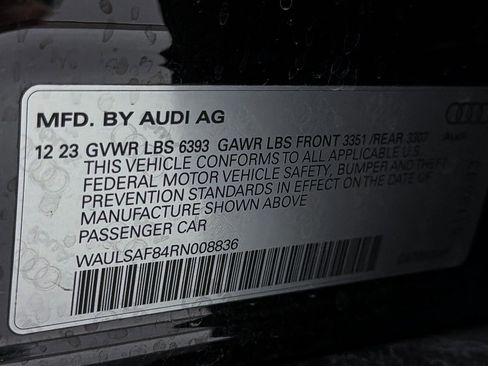 MFD. BY AUDI AG
12 23 GVWR LBS 6393 GAWR LBS FRONT 3351 /REAR 3307
THIS VEHICLE CONFORMS TO ALL APPLICABLE U.S.
FEDERAL MOTOR VEHICLE SAFETY, BUMPER AND THEFT
PREVENTION STANDARDS IN EFFECT ON THE DATE OF
MANUFACTURE SHOWN ABOVE
PASSENGER CAR
WAULSAF84RN008836
Audi